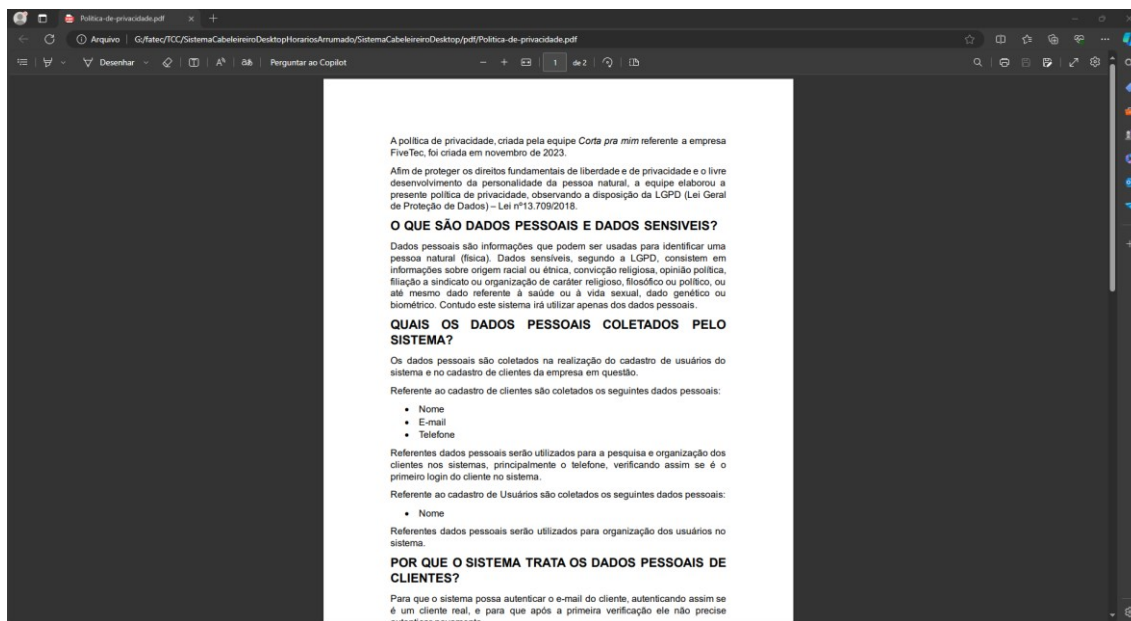 Politica-de-privacidade.pdf
Arquivo G:/fatec/TCC/SistemaCabeleireiroDesktopHorariosArrumado/SistemaCabeleireiroDesktop/pdf/Politica-de-privacidade.pdf
Desenhar Perguntar ao Copilot 1 de 2
A política de privacidade, criada pela equipe Corta pra mim referente a empresa
FiveTec, foi criada em novembro de 2023.
Afim de proteger os direitos fundamentais de liberdade e de privacidade e o livre
desenvolvimento da personalidade da pessoa natural, a equipe elaborou a
presente política de privacidade, observando a disposição da LGPD (Lei Geral
de Proteção de Dados) – Lei nº13.709/2018.
O QUE SÃO DADOS PESSOAIS E DADOS SENSIVEIS?
Dados pessoais são informações que podem ser usadas para identificar uma
pessoa natural (física). Dados sensíveis, segundo a LGPD, consistem em
informações sobre origem racial ou étnica, convicção religiosa, opinião política,
filiação a sindicato ou organização de caráter religioso, filosófico ou político, ou
até mesmo dado referente à saúde ou à vida sexual, dado genético ou
biométrico. Contudo este sistema irá utilizar apenas dos dados pessoais.
QUAIS OS DADOS PESSOAIS COLETADOS PELO
SISTEMA?
Os dados pessoais são coletados na realização do cadastro de usuários do
sistema e no cadastro de clientes da empresa em questão.
Referente ao cadastro de clientes são coletados os seguintes dados pessoais:
• Nome
• E-mail
• Telefone
Referentes dados pessoais serão utilizados para a pesquisa e organização dos
clientes nos sistemas, principalmente o telefone, verificando assim se é o
primeiro login do cliente no sistema.
Referente ao cadastro de Usuários são coletados os seguintes dados pessoais:
• Nome
Referentes dados pessoais serão utilizados para organização dos usuários no
sistema.
POR QUE O SISTEMA TRATA OS DADOS PESSOAIS DE
CLIENTES?
Para que o sistema possa autenticar o e-mail do cliente, autenticando assim se
é um cliente real, e para que após a primeira verificação ele não precise